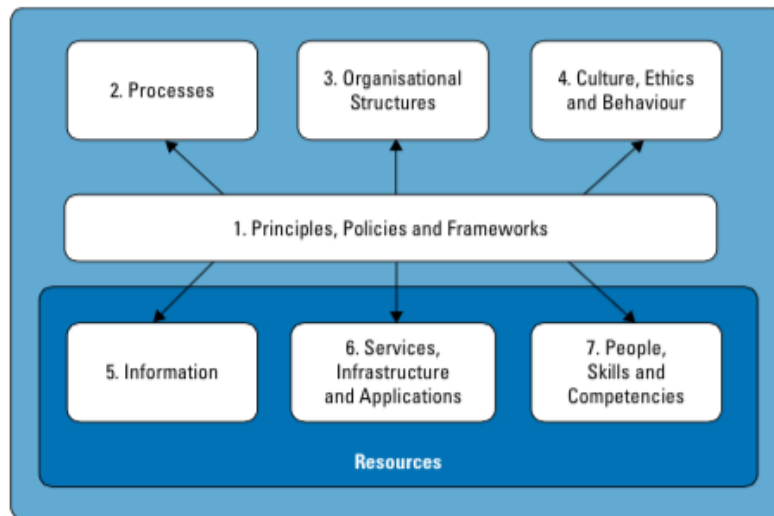 2. Processes
3. Organisational
Structures
4. Culture, Ethics
and Behaviour
1. Principles, Policies and Frameworks
5. Information
6. Services,
Infrastructure
and Applications
7. People,
Skills and
Competencies
Resources